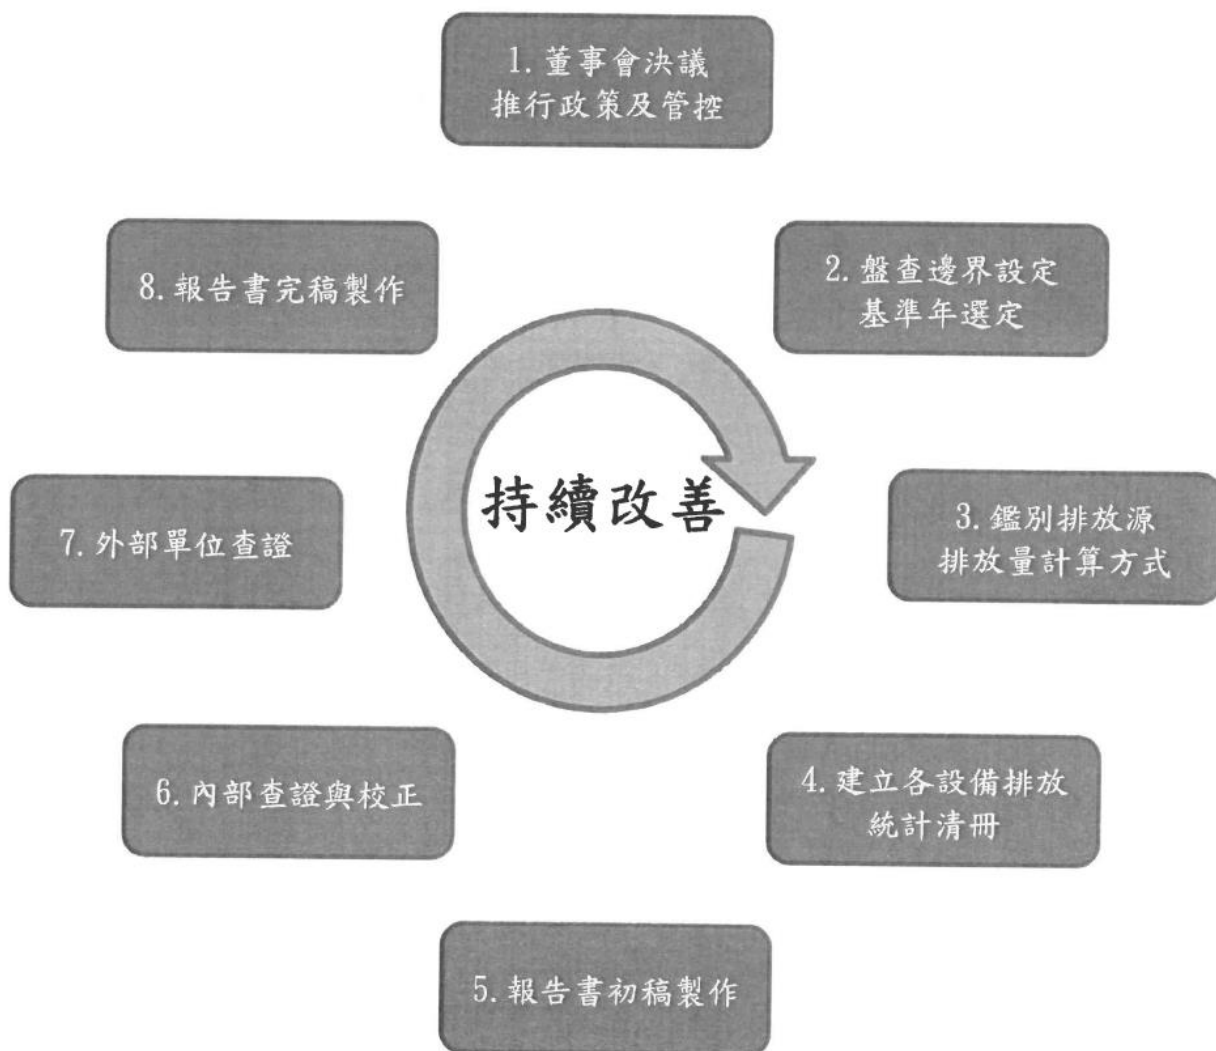 1.董事會決議
推行政策及管控
2.盤查邊界設定
基準年選定
3.鑑別排放源
排放量計算方式
4.建立各設備排放
統計清冊
5.報告書初稿製作
6.內部查證與校正
7.外部單位查證
8.報告書完稿製作
持續改善